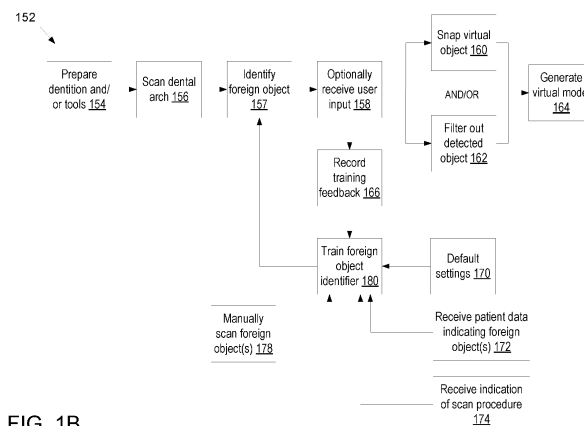 152
Prepare
dentition and/
or tools 154
Scan dental
arch 156
Identify
foreign object
157
Optionally
receive user
input 158
Snap virtual
object 160
AND/OR
Filter out
detected
object 162
Generate
virtual mode
164
Record
training
feedback 166
Train foreign
object
identifier 180
Default
settings 170
Manually
scan foreign
object(s) 178
Receive patient data
indicating foreign
object(s) 172
Receive indication
of scan procedure
174
FIG. 1B